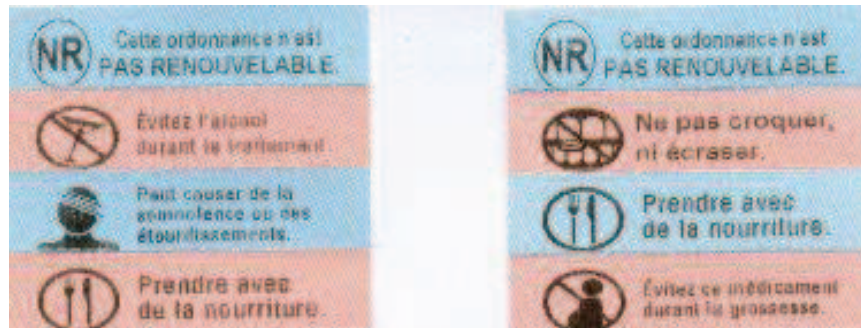 NR
Cette ordonnance n'est
PAS RENOUVELABLE.
Évitez l'alcool
durant le traitement.
Peut causer de la
somnolence ou des
étourdissements.
Prendre avec
de la nourriture.
NR
Cette ordonnance n'est
PAS RENOUVELABLE.
Ne pas croquer,
ni écraser.
Prendre avec
de la nourriture.
Évitez ce médicament
durant la grossesse.